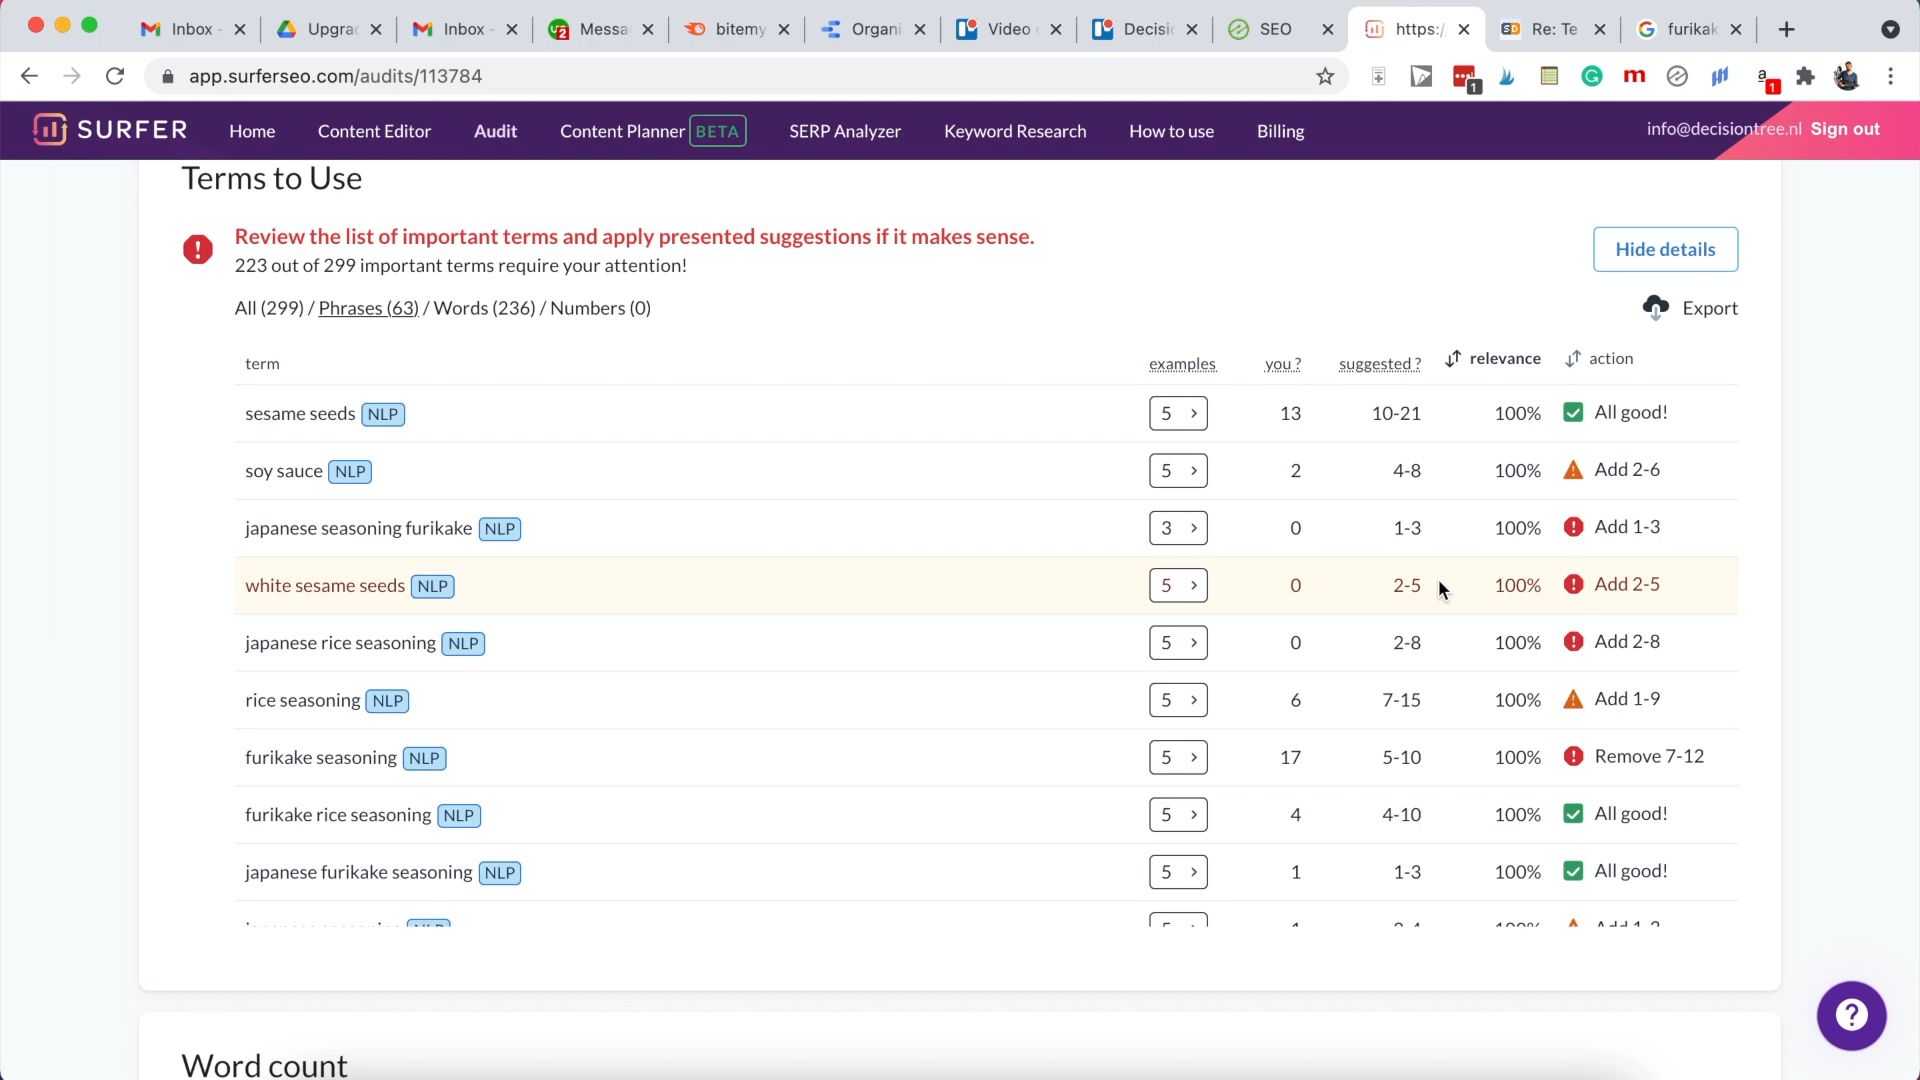 Inbox -
Upgrad
Inbox -
Messa
bitemy
Organi
Video
Decisic
SEO
https:/
Re: Te
furikak
app.surferseo.com/audits/113784
1
m
a
1
SURFER
Home
Content Editor
Audit
Content Planner BETA
SERP Analyzer
Keyword Research
How to use
Billing
info@decisiontree.nl Sign out
Terms to Use
Review the list of important terms and apply presented suggestions if it makes sense.
223 out of 299 important terms require your attention!
Hide details
All (299) / Phrases (63) / Words (236) / Numbers (0)
Export
term examples you ? suggested ? relevance action
sesame seeds NLP 5 13 10-21 100% All good!
soy sauce NLP 5 2 4-8 100% Add 2-6
japanese seasoning furikake NLP 3 0 1-3 100% Add 1-3
white sesame seeds NLP 5 0 2-5 100% Add 2-5
japanese rice seasoning NLP 5 0 2-8 100% Add 2-8
rice seasoning NLP 5 6 7-15 100% Add 1-9
furikake seasoning NLP 5 17 5-10 100% Remove 7-12
furikake rice seasoning NLP 5 4 4-10 100% All good!
japanese furikake seasoning NLP 5 1 1-3 100% All good!
Word count